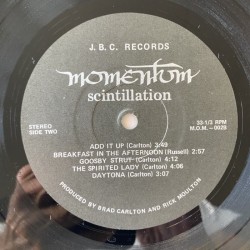 J. B. C. RECORDS
momentum
scintillation
STEREO
SIDE TWO
33-1/3 RPM
M.O.M. -0029
ADD IT UP (Carlton) 3:49
BREAKFAST IN THE AFTERNOON (Russell) 2:57
GOOSBY STRUT (Carlton) 4:12
THE SPIRITED LADY (Carlton) 4:06
DAYTONA (Carlton) 3:07
PRODUCED BY BRAD CARLTON AND RICK MOULTON